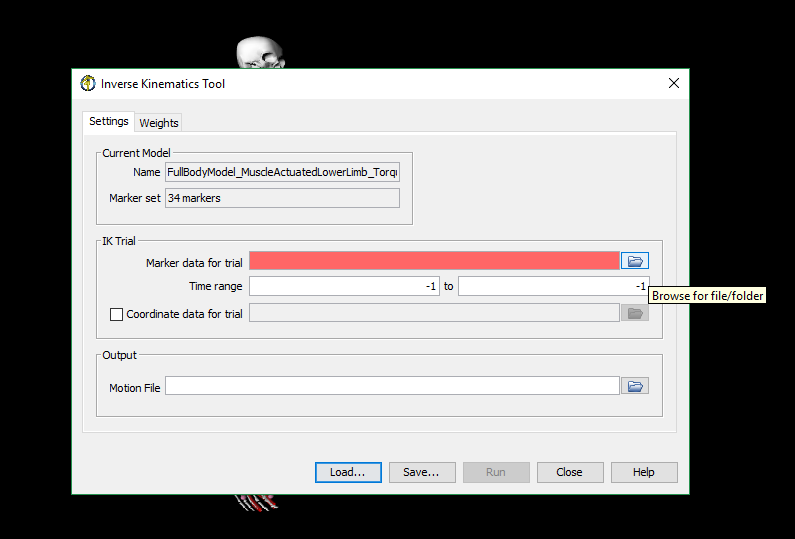 Inverse Kinematics Tool
Settings
Weights
Current Model
Name FullBodyModel_MuscleActuatedLowerLimb_Torqu
Marker set 34 markers
IK Trial
Marker data for trial
Time range -1 to -1
Browse for file/folder
Coordinate data for trial
Output
Motion File
Load... Save... Run Close Help